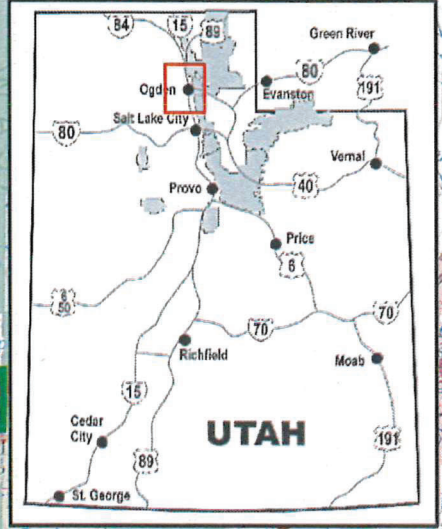 84
15
89
Green River
80
191
Ogden
Evanston
Salt Lake City
80
Vernal
40
Provo
Price
6
6
50
70
70
Richfield
Moab
15
Cedar
City
UTAH
191
89
St. George